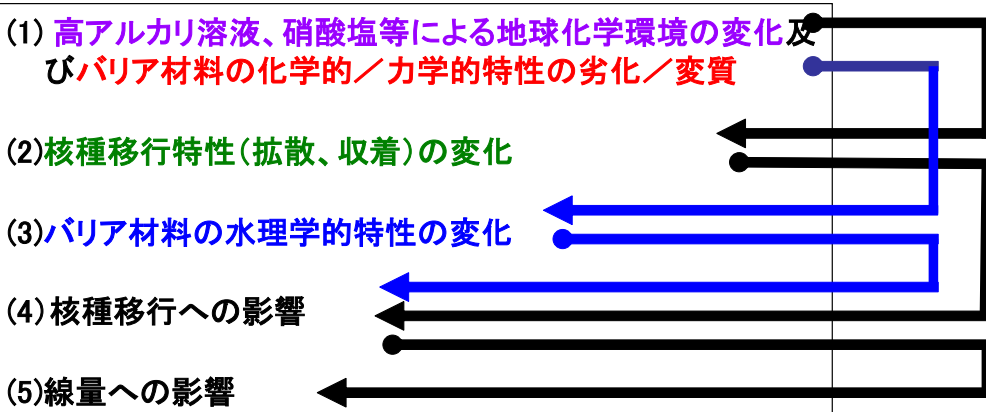 (1) 高アルカリ溶液、硝酸塩等による地球化学環境の変化及
びバリア材料の化学的／力学的特性の劣化／変質
(2)核種移行特性(拡散、収着)の変化
(3)バリア材料の水理学的特性の変化
(4)核種移行への影響
(5)線量への影響